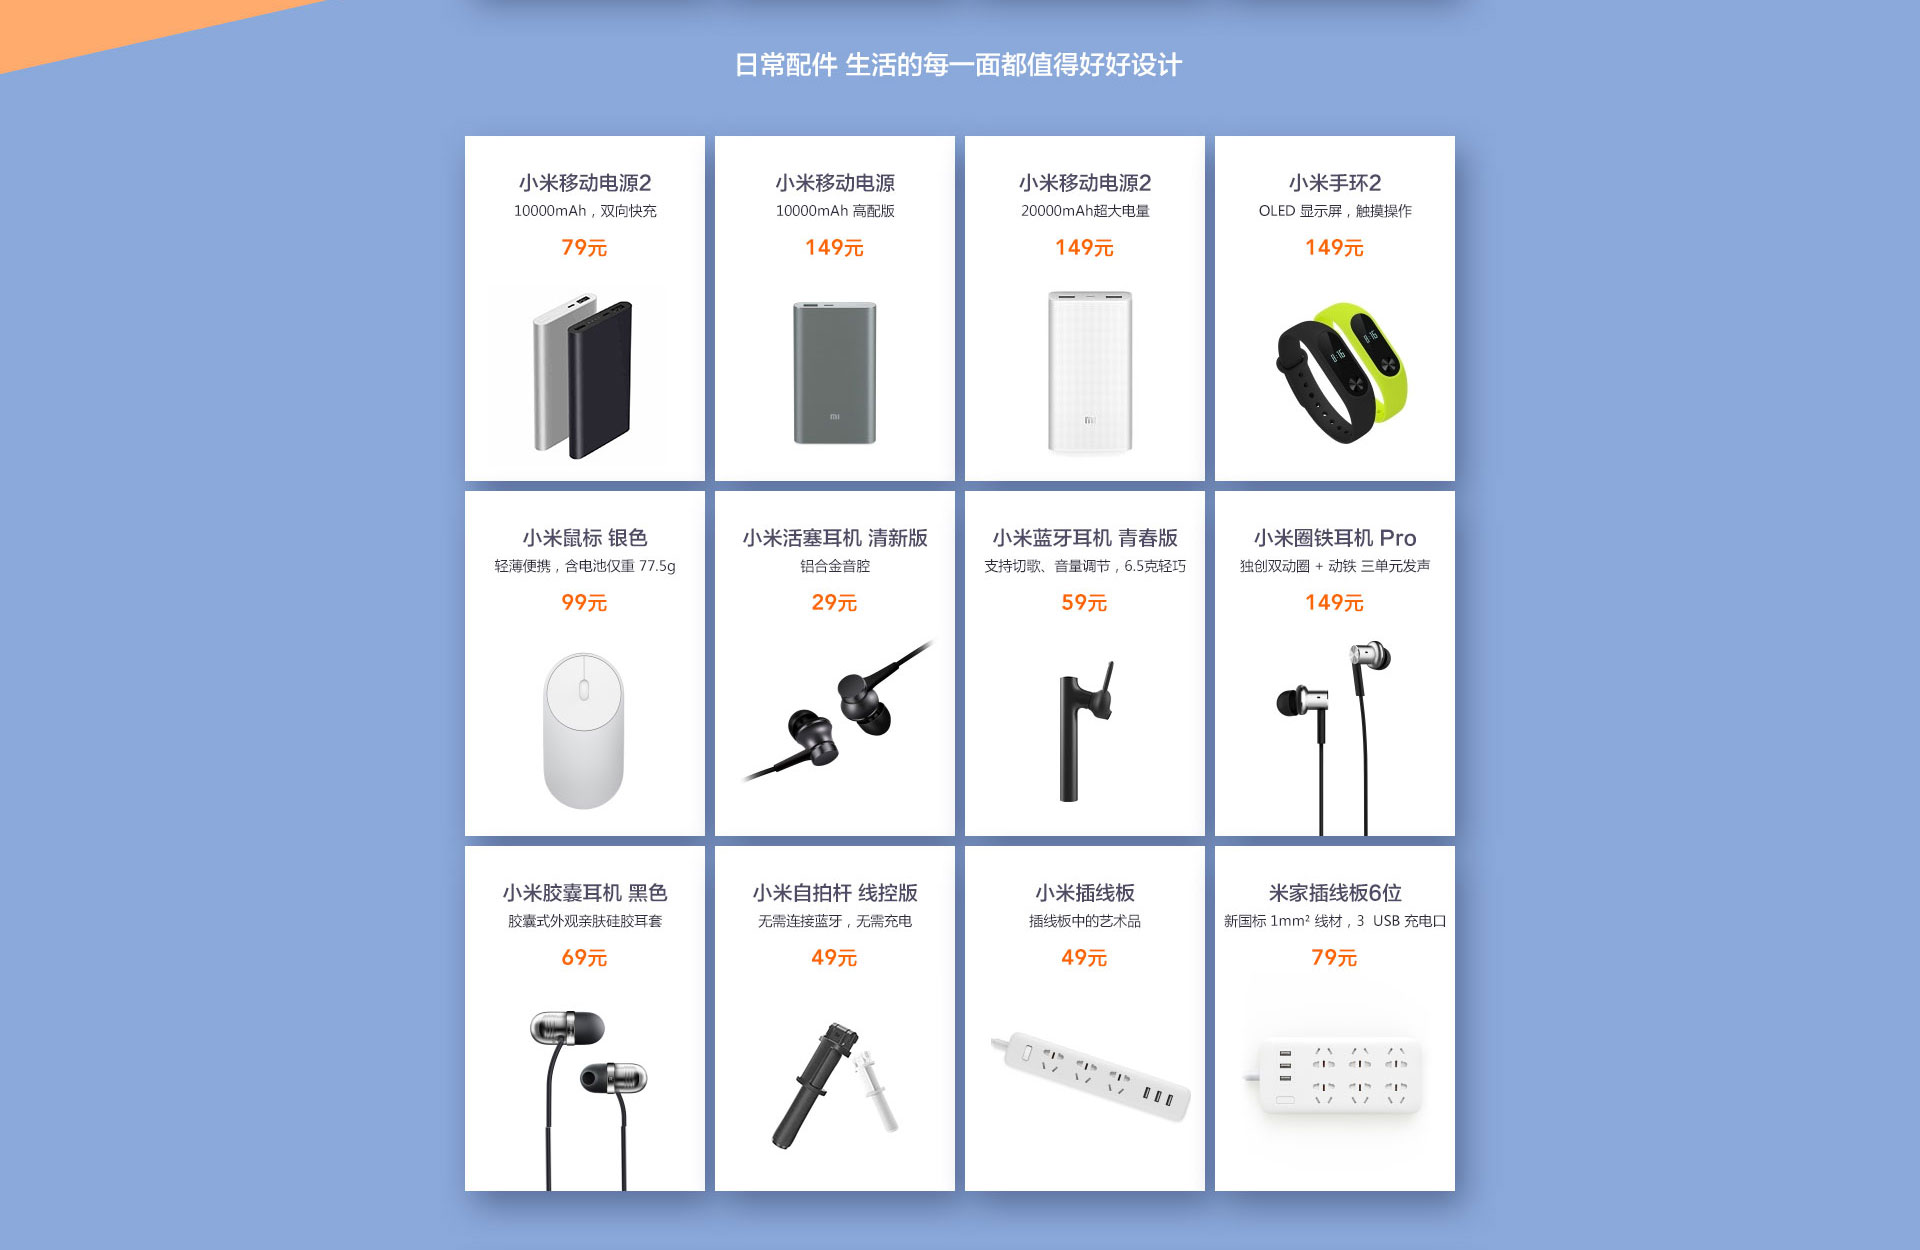 日常配件 生活的每一面都值得好好设计
小米移动电源2
10000mAh，双向快充
79元
小米移动电源
10000mAh 高配版
149元
mi
小米移动电源2
20000mAh超大电量
149元
mi
小米手环2
OLED 显示屏，触摸操作
149元
8:16
8:16
小米鼠标 银色
轻薄便携，含电池仅重 77.5g
99元
小米活塞耳机 清新版
铝合金音腔
29元
小米蓝牙耳机 青春版
支持切歌、音量调节，6.5克轻巧
59元
小米圈铁耳机 Pro
独创双动圈 + 动铁 三单元发声
149元
小米胶囊耳机 黑色
胶囊式外观亲肤硅胶耳套
69元
小米自拍杆 线控版
无需连接蓝牙，无需充电
49元
小米插线板
插线板中的艺术品
49元
米家插线板6位
新国标 1mm² 线材，3  USB 充电口
79元